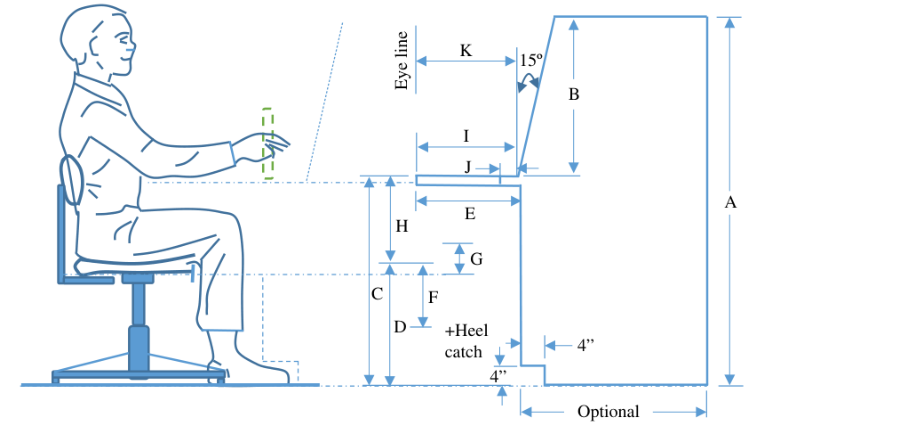 Eye line
K
15º
B
I
J
A
E
H
G
C
F
D
+Heel
catch
4”
4”
Optional